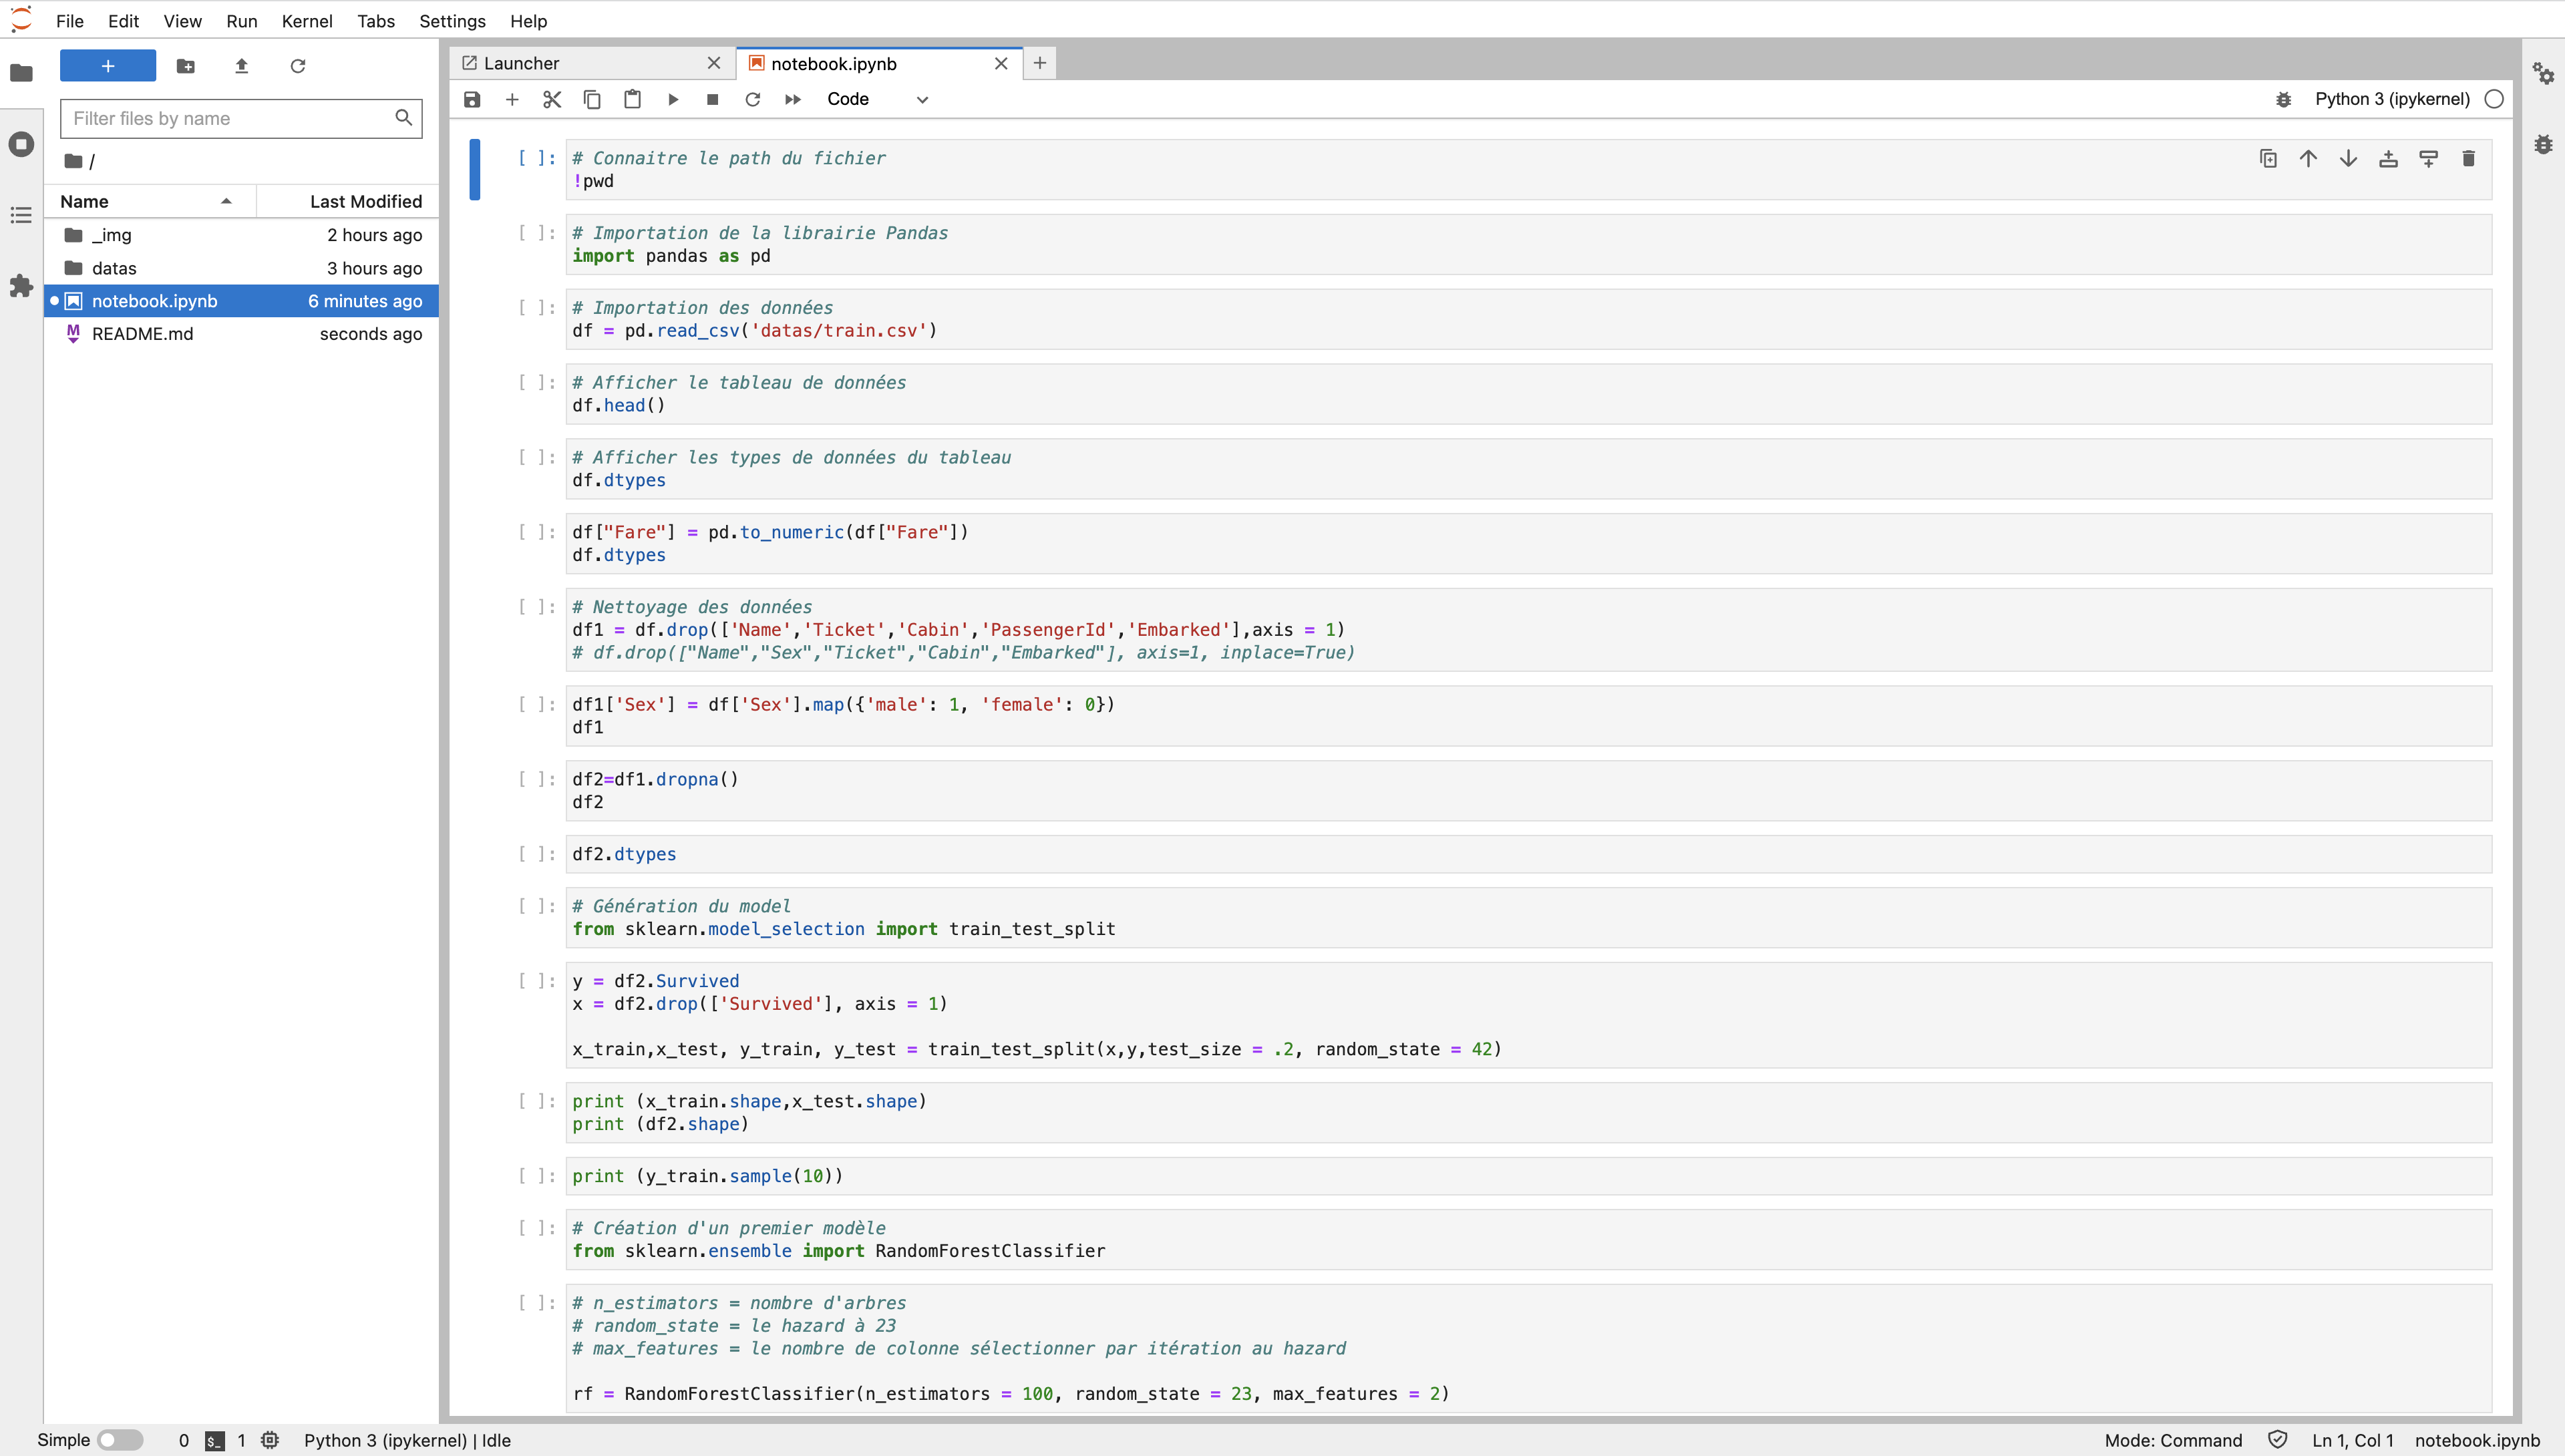 File Edit View Run Kernel Tabs Settings Help
Filter files by name
/
Name Last Modified
_img 2 hours ago
datas 3 hours ago
notebook.ipynb 6 minutes ago
README.md seconds ago
Launcher notebook.ipynb
Code Python 3 (ipykernel)
[ ]: # Connaitre le path du fichier
!pwd
[ ]: # Importation de la librairie Pandas
import pandas as pd
[ ]: # Importation des données
df = pd.read_csv('datas/train.csv')
[ ]: # Afficher le tableau de données
df.head()
[ ]: # Afficher les types de données du tableau
df.dtypes
[ ]: df["Fare"] = pd.to_numeric(df["Fare"])
df.dtypes
[ ]: # Nettoyage des données
df1 = df.drop(['Name','Ticket','Cabin','PassengerId','Embarked'],axis = 1)
# df.drop(["Name","Sex","Ticket","Cabin","Embarked"], axis=1, inplace=True)
[ ]: df1['Sex'] = df['Sex'].map({'male': 1, 'female': 0})
df1
[ ]: df2=df1.dropna()
df2
[ ]: df2.dtypes
[ ]: # Génération du model
from sklearn.model_selection import train_test_split
[ ]: y = df2.Survived
x = df2.drop(['Survived'], axis = 1)
x_train,x_test, y_train, y_test = train_test_split(x,y,test_size = .2, random_state = 42)
[ ]: print (x_train.shape,x_test.shape)
print (df2.shape)
[ ]: print (y_train.sample(10))
[ ]: # Création d'un premier modèle
from sklearn.ensemble import RandomForestClassifier
[ ]: # n_estimators = nombre d'arbres
# random_state = le hazard à 23
# max_features = le nombre de colonne sélectionner par itération au hazard
rf = RandomForestClassifier(n_estimators = 100, random_state = 23, max_features = 2)
Simple 0 $_ 1 Python 3 (ipykernel) | Idle Mode: Command Ln 1, Col 1 notebook.ipynb